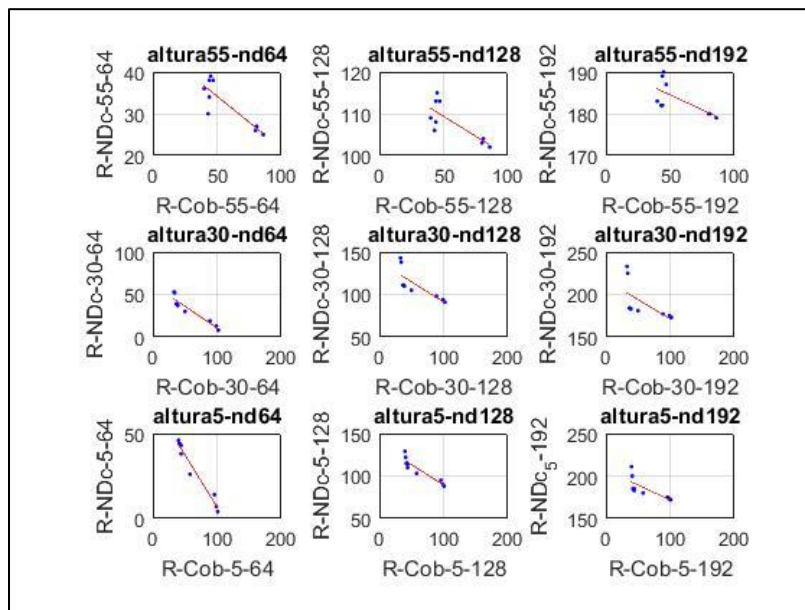 altura55-nd64 altura55-nd128 altura55-nd192
R-NDc-55-64 R-NDc-55-128 R-NDc-55-192
40 120 190
30 110 180
20 100 170
0 50 100 0 50 100 0 50 100
R-Cob-55-64 R-Cob-55-128 R-Cob-55-192
altura30-nd64 altura30-nd128 altura30-nd192
R-NDc-30-64 R-NDc-30-128 R-NDc-30-192
100 150 250
50 100 200
0 50 150
0 100 200 0 100 200 0 100 200
R-Cob-30-64 R-Cob-30-128 R-Cob-30-192
altura5-nd64 altura5-nd128 altura5-nd192
R-NDc-5-64 R-NDc-5-128 R-NDc₅-192
50 150 250
100 200
0 50 150
0 100 200 0 100 200 0 100 200
R-Cob-5-64 R-Cob-5-128 R-Cob-5-192